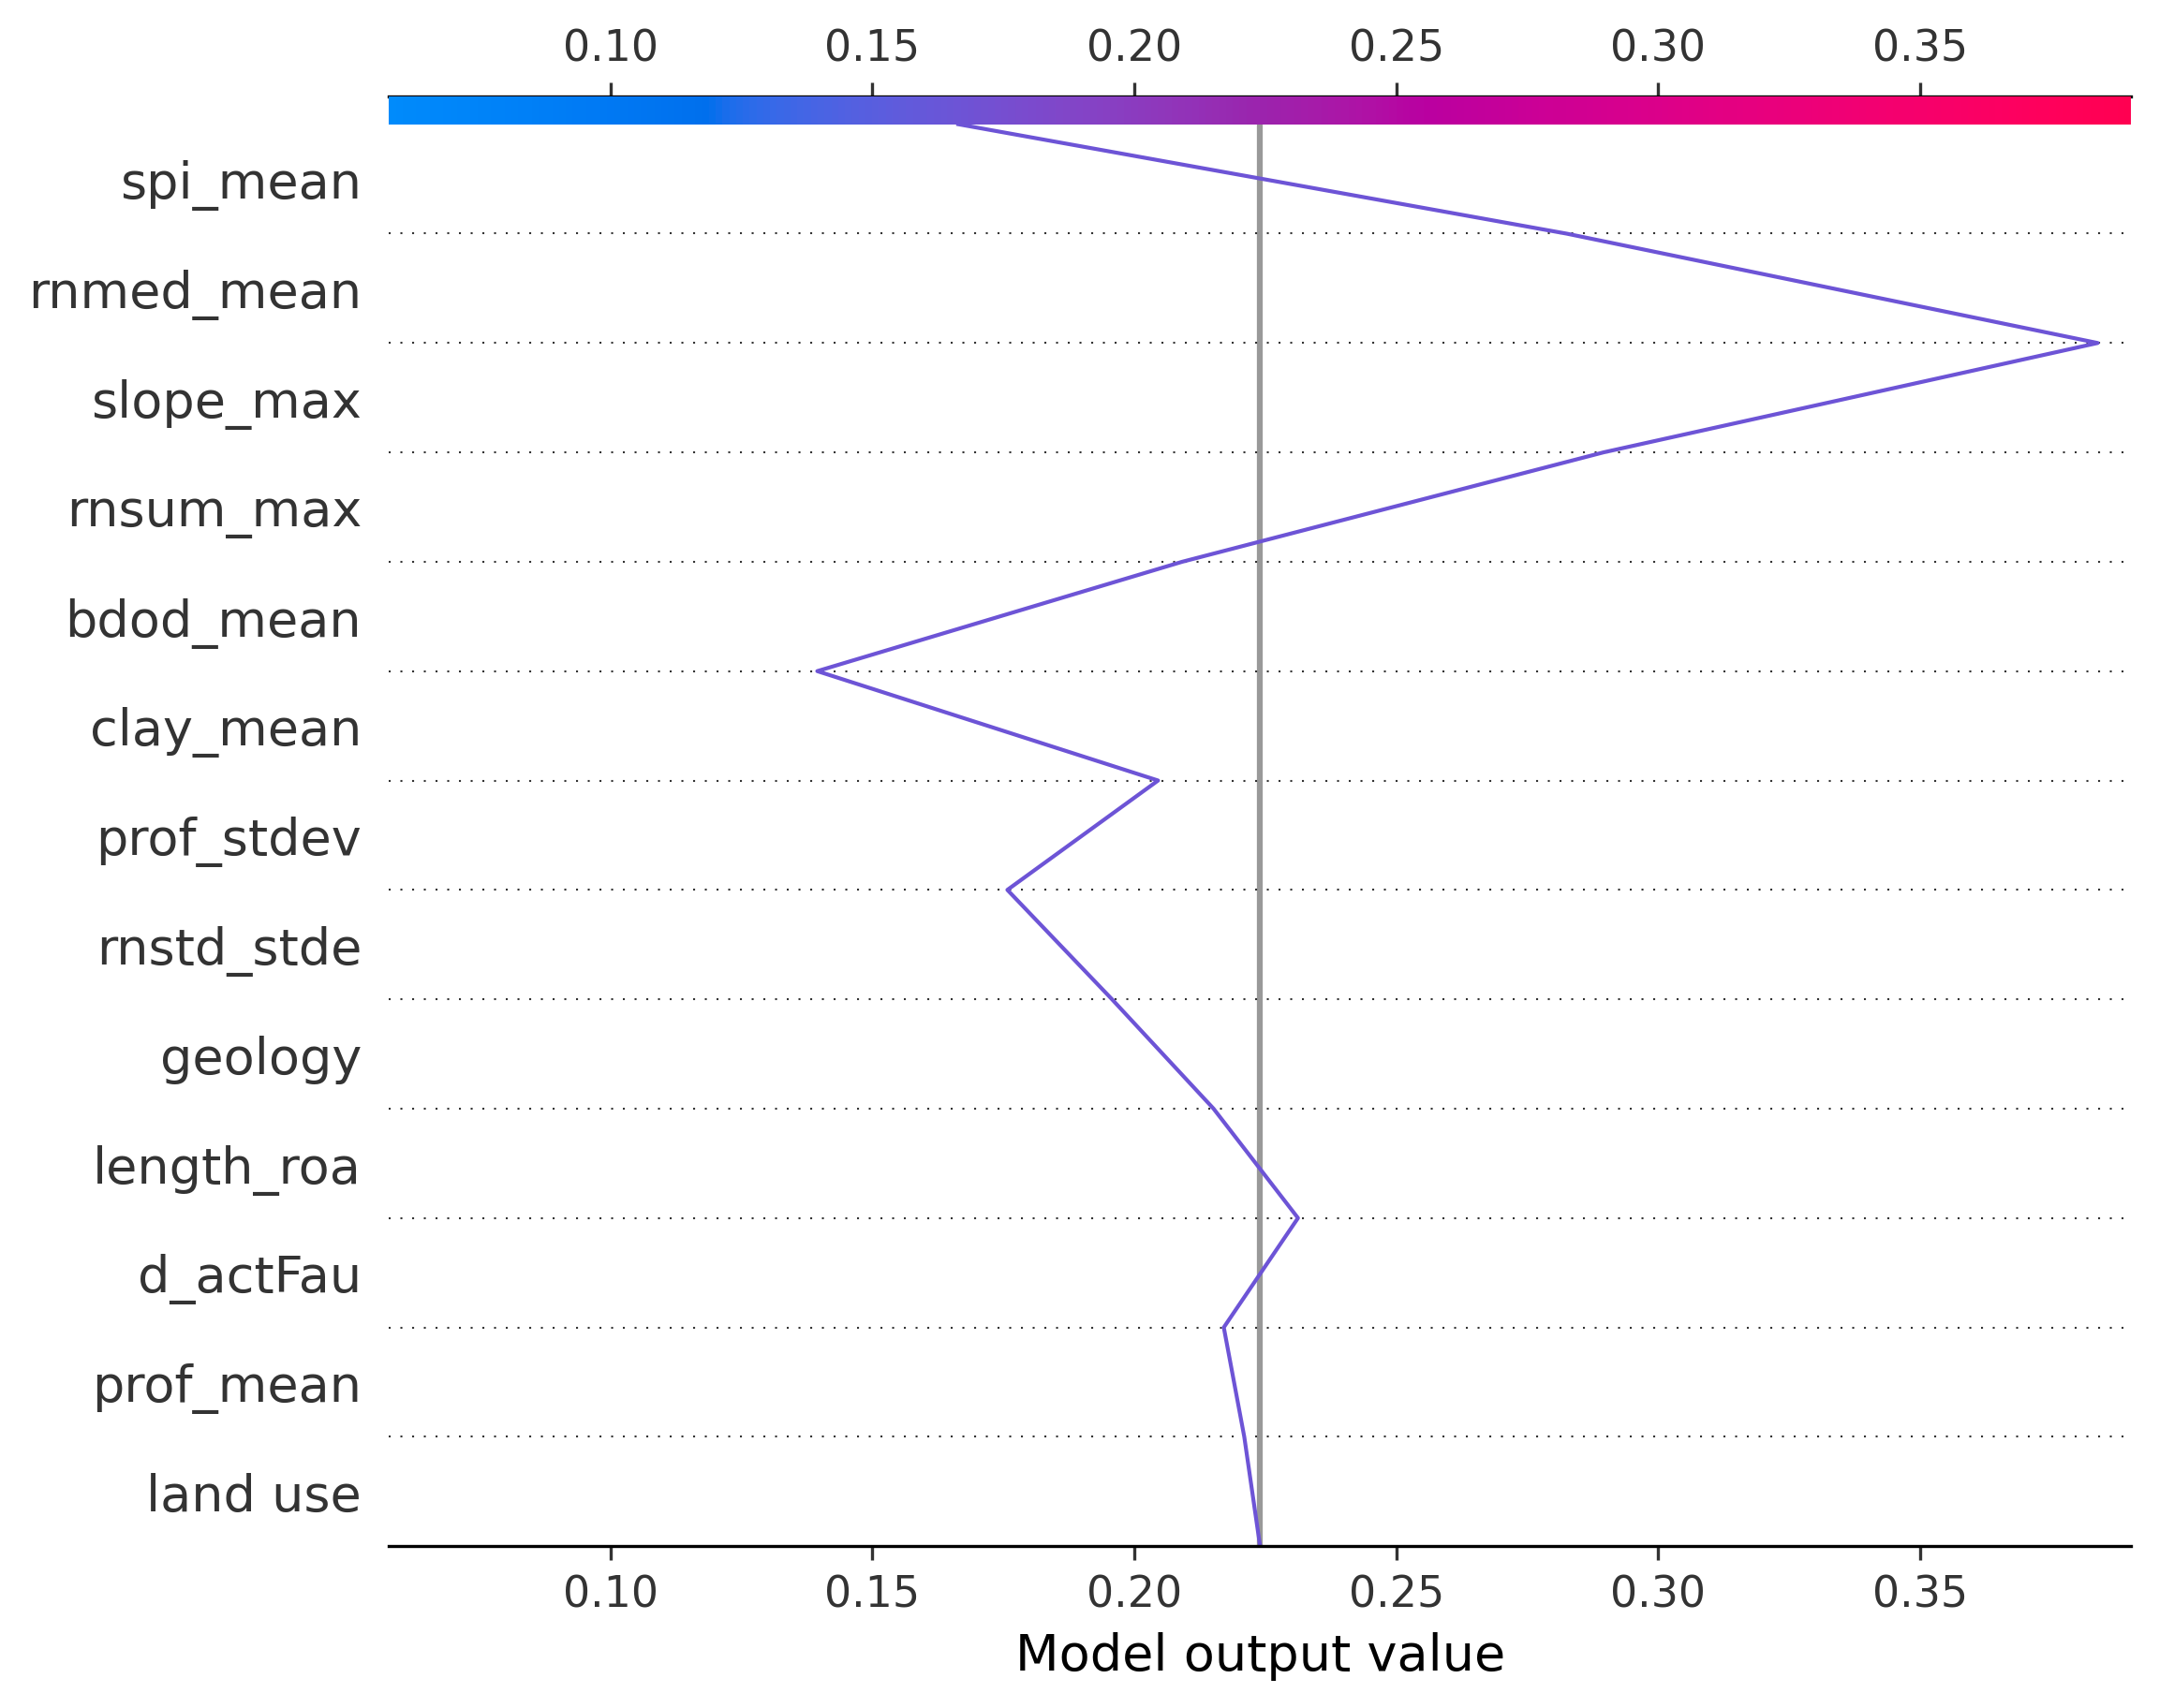 0.10 0.15 0.20 0.25 0.30 0.35
spi_mean
rnmed_mean
slope_max
rnsum_max
bdod_mean
clay_mean
prof_stdev
rnstd_stde
geology
length_roa
d_actFau
prof_mean
land use
0.10 0.15 0.20 0.25 0.30 0.35
Model output value